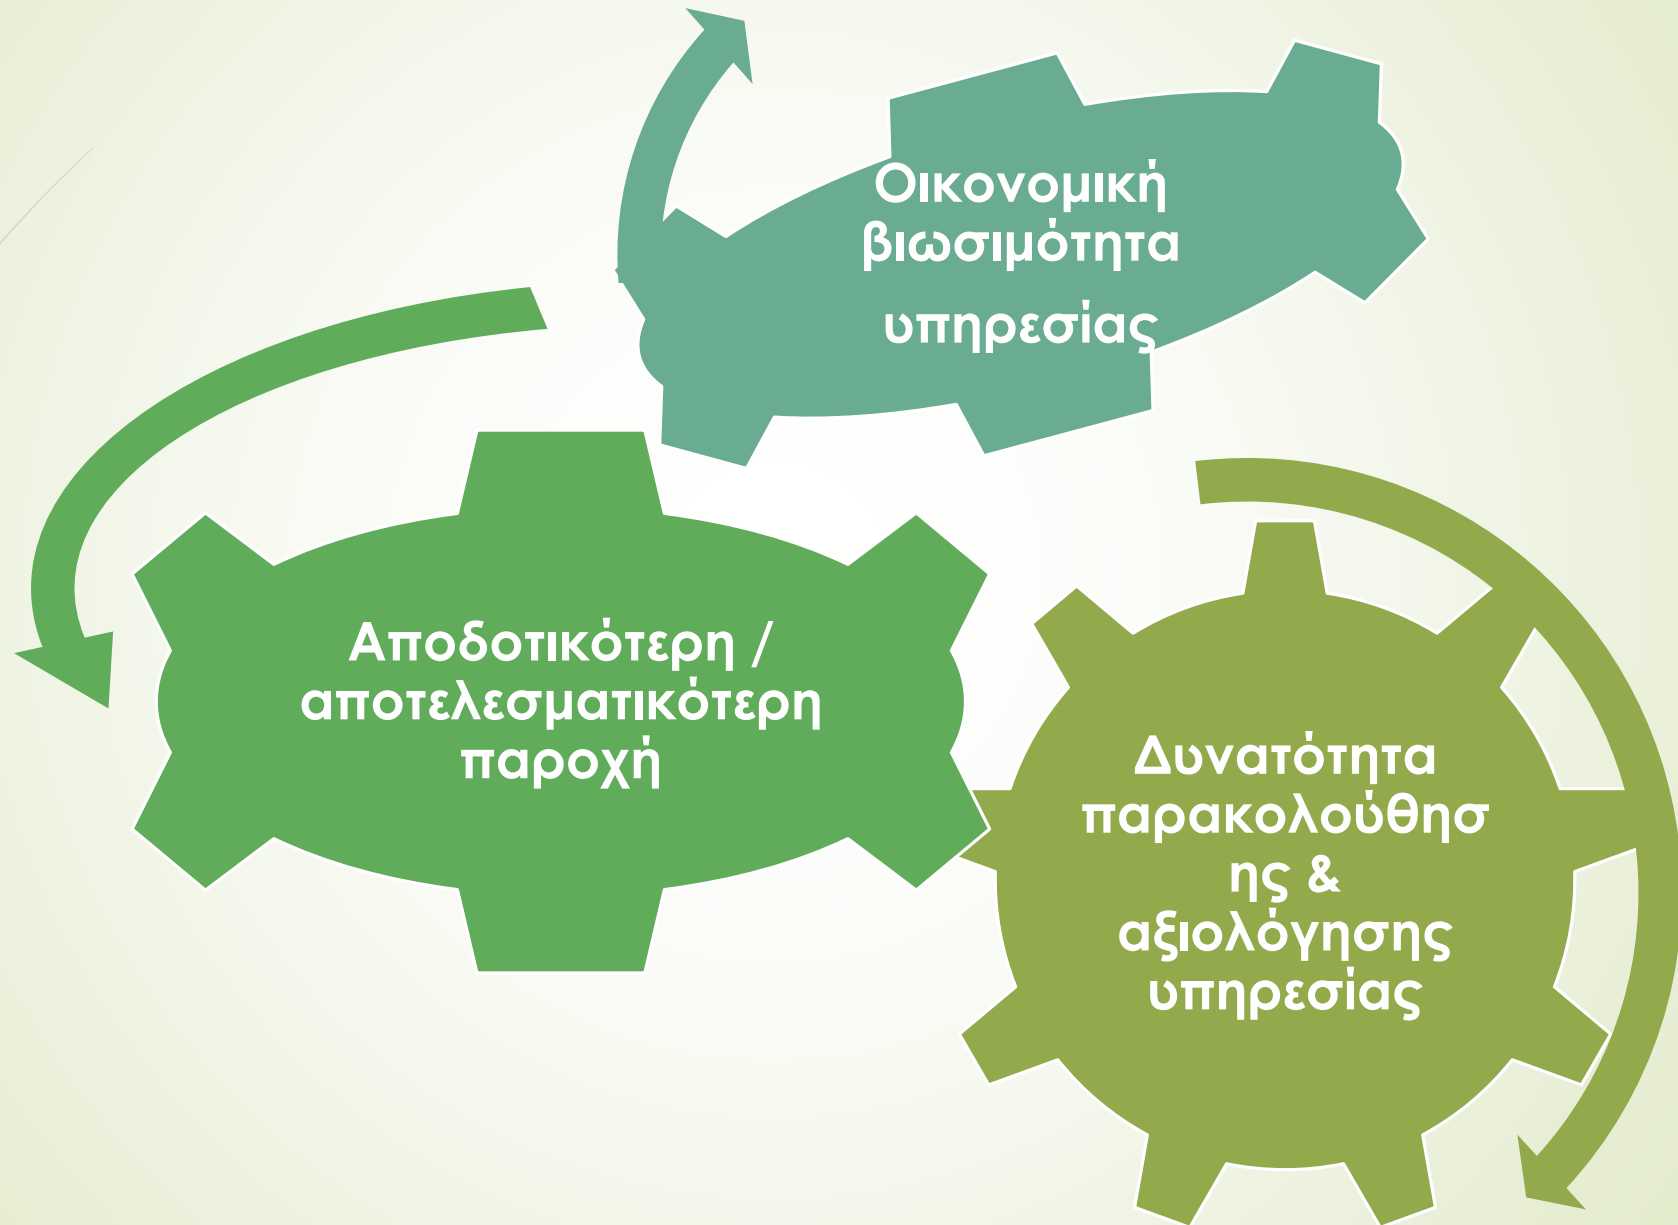 Οικονομική
βιωσιμότητα
υπηρεσίας
Αποδοτικότερη /
αποτελεσματικότερη
παροχή
Δυνατότητα
παρακολούθησ
ης &
αξιολόγησης
υπηρεσίας